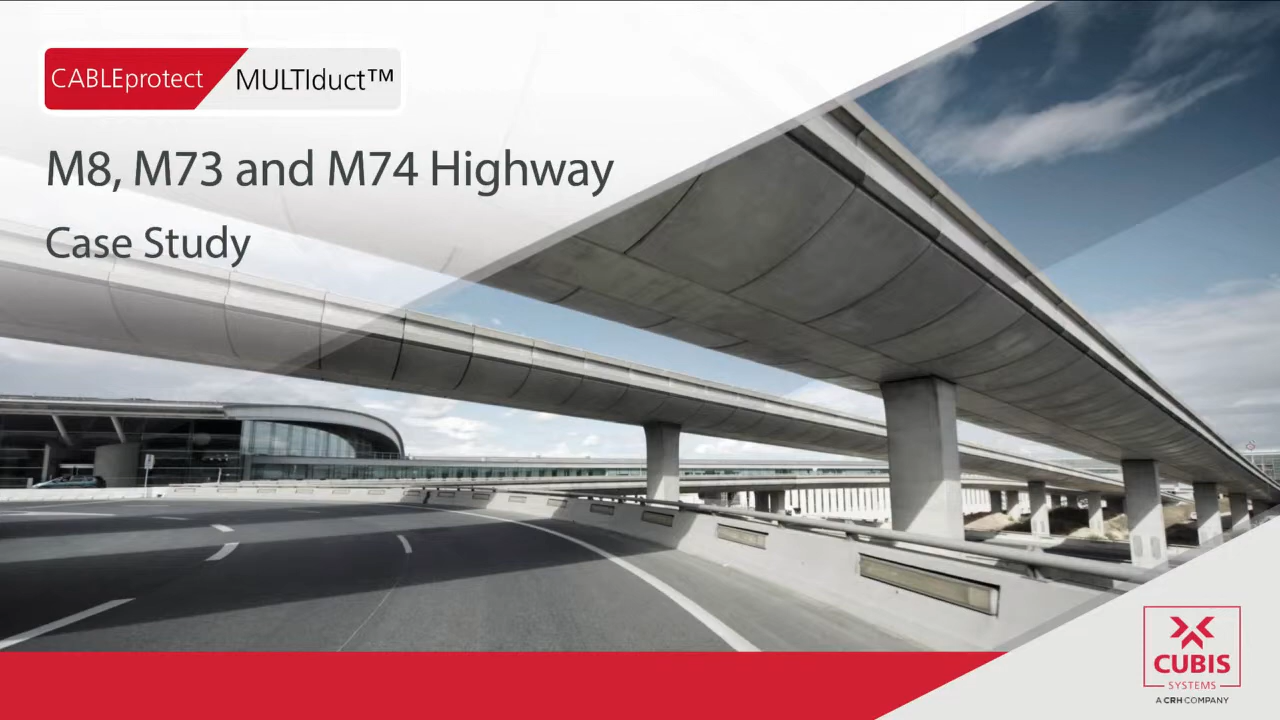 CABLEprotect MULTIduct™
M8, M73 and M74 Highway
Case Study
CUBIS
SYSTEMS
A CRH COMPANY